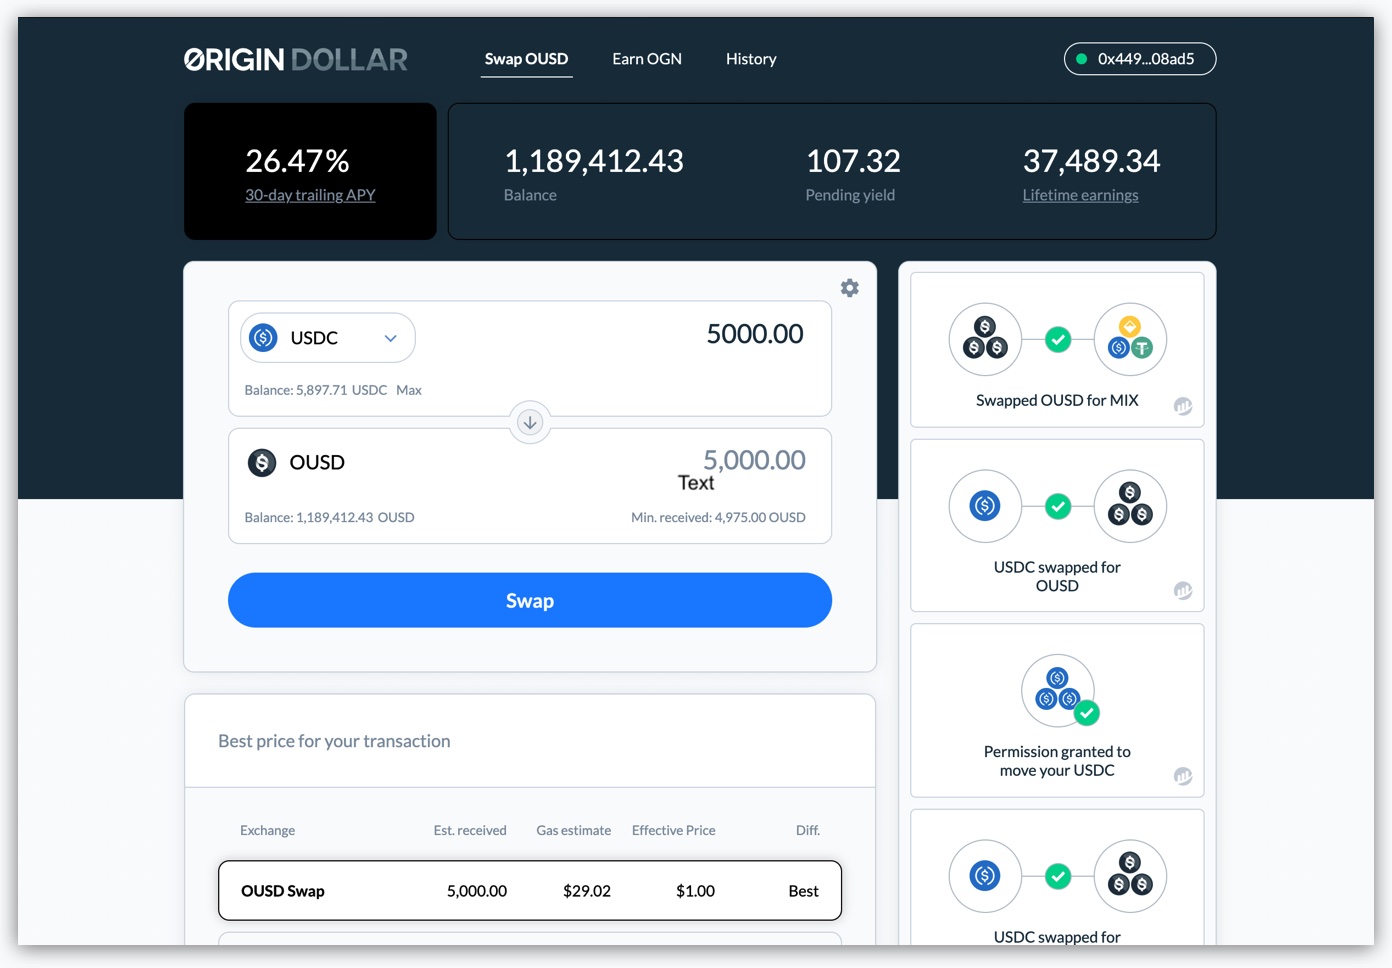 ORIGIN DOLLAR
Swap OUSD Earn OGN History
0x449...08ad5
26.47%
30-day trailing APY
1,189,412.43
Balance
107.32
Pending yield
37,489.34
Lifetime earnings
USDC
5000.00
Balance: 5,897.71 USDC Max
OUSD
5,000.00
Text
Balance: 1,189,412.43 OUSD
Min. received: 4,975.00 OUSD
Swap
Best price for your transaction
Exchange Est. received Gas estimate Effective Price Diff.
OUSD Swap 5,000.00 $29.02 $1.00 Best
Swapped OUSD for MIX
USDC swapped for
OUSD
Permission granted to
move your USDC
USDC swapped for